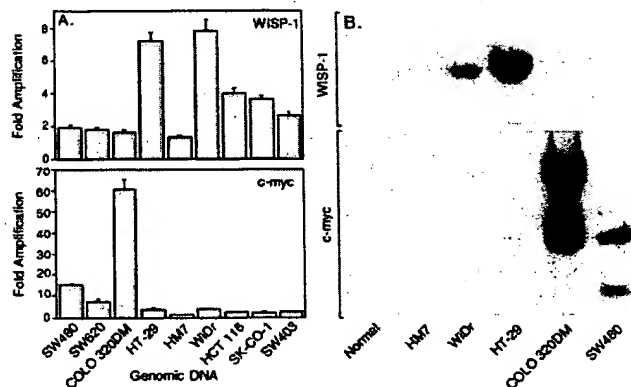 A.
WISP-1
Fold Amplification
8
6
4
2
0
c-myc
Fold Amplification
70
60
50
40
30
20
10
0
SW480
SW620
COLO 320DM
HT-29
HM7
WiDr
HCT 116
SK-CO-1
SW403
Genomic DNA
B.
WISP-1
c-myc
Normal
HM7
WiDr
HT-29
COLO 320DM
SW480